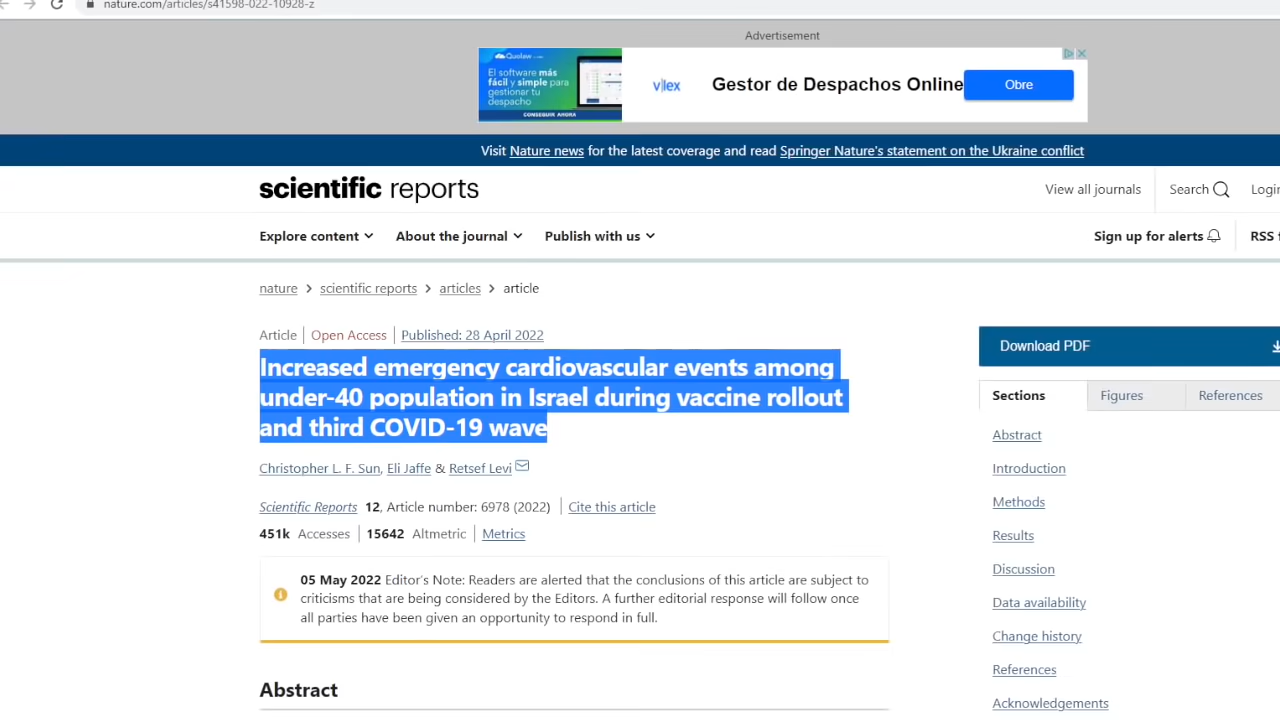 nature.com/articles/s41598-022-10928-z
Advertisement
Qualaw.com
El software más
fácil y simple para
gestionar tu
despacho
CONSEGUIR AHORA
v|lex
Gestor de Despachos Online
Obre
Visit Nature news for the latest coverage and read Springer Nature's statement on the Ukraine conflict
scientific reports
View all journals
Search
Login
Explore content
About the journal
Publish with us
Sign up for alerts
RSS f
nature > scientific reports > articles > article
Article | Open Access | Published: 28 April 2022
Increased emergency cardiovascular events among
under-40 population in Israel during vaccine rollout
and third COVID-19 wave
Christopher L. F. Sun, Eli Jaffe & Retsef Levi
Scientific Reports 12, Article number: 6978 (2022) | Cite this article
451k Accesses | 15642 Altmetric | Metrics
05 May 2022 Editor's Note: Readers are alerted that the conclusions of this article are subject to
criticisms that are being considered by the Editors. A further editorial response will follow once
all parties have been given an opportunity to respond in full.
Abstract
Download PDF
Sections
Figures
References
Abstract
Introduction
Methods
Results
Discussion
Data availability
Change history
References
Acknowledgements